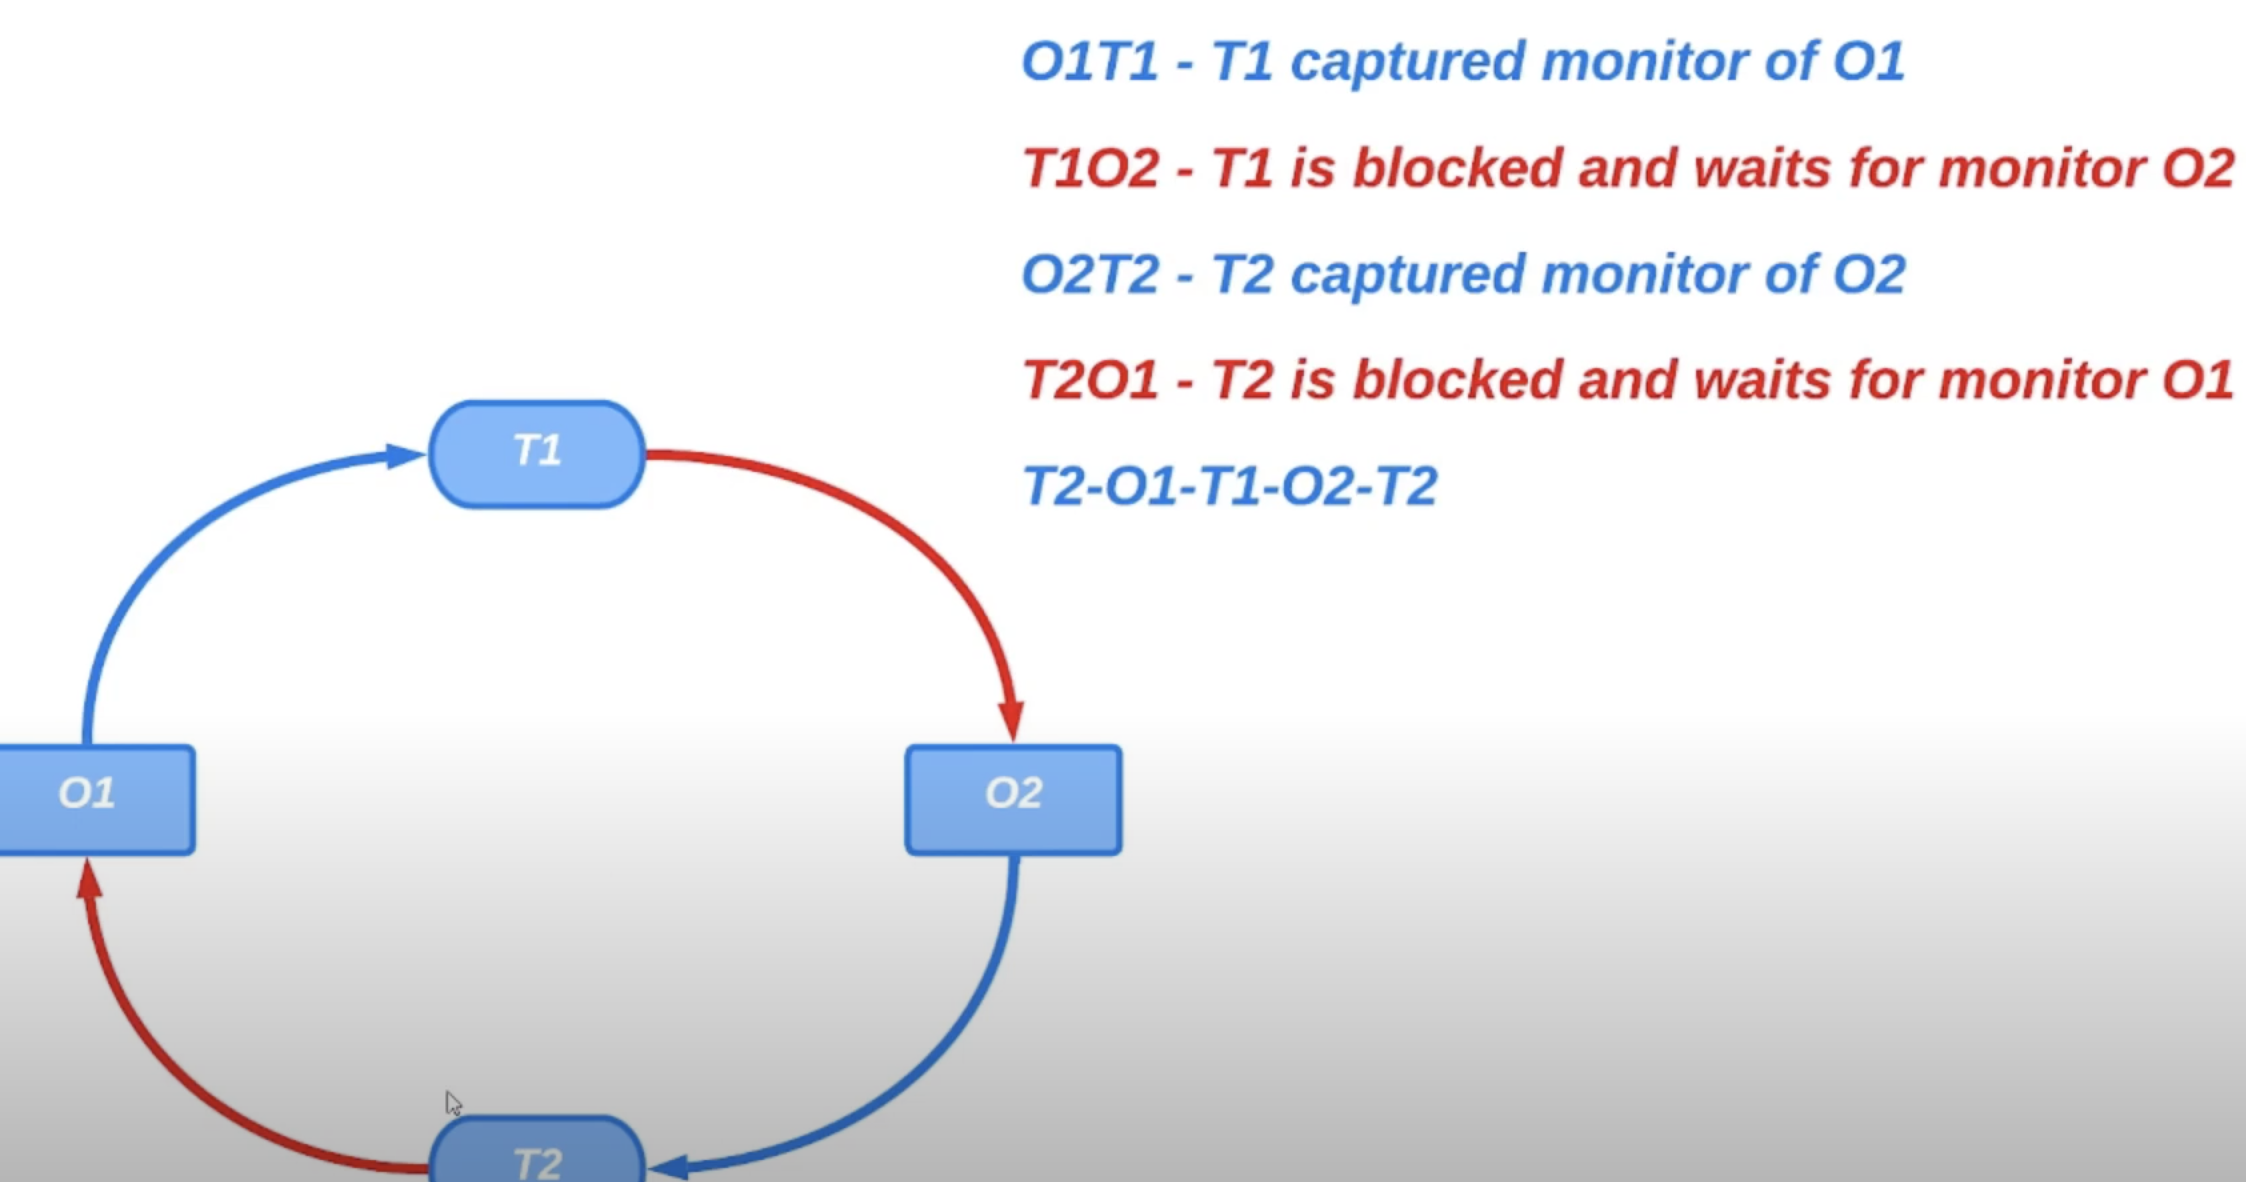 O1T1 - T1 captured monitor of O1
T1O2 - T1 is blocked and waits for monitor O2
O2T2 - T2 captured monitor of O2
T2O1 - T2 is blocked and waits for monitor O1
T2-O1-T1-O2-T2
T1
O1
O2
T2